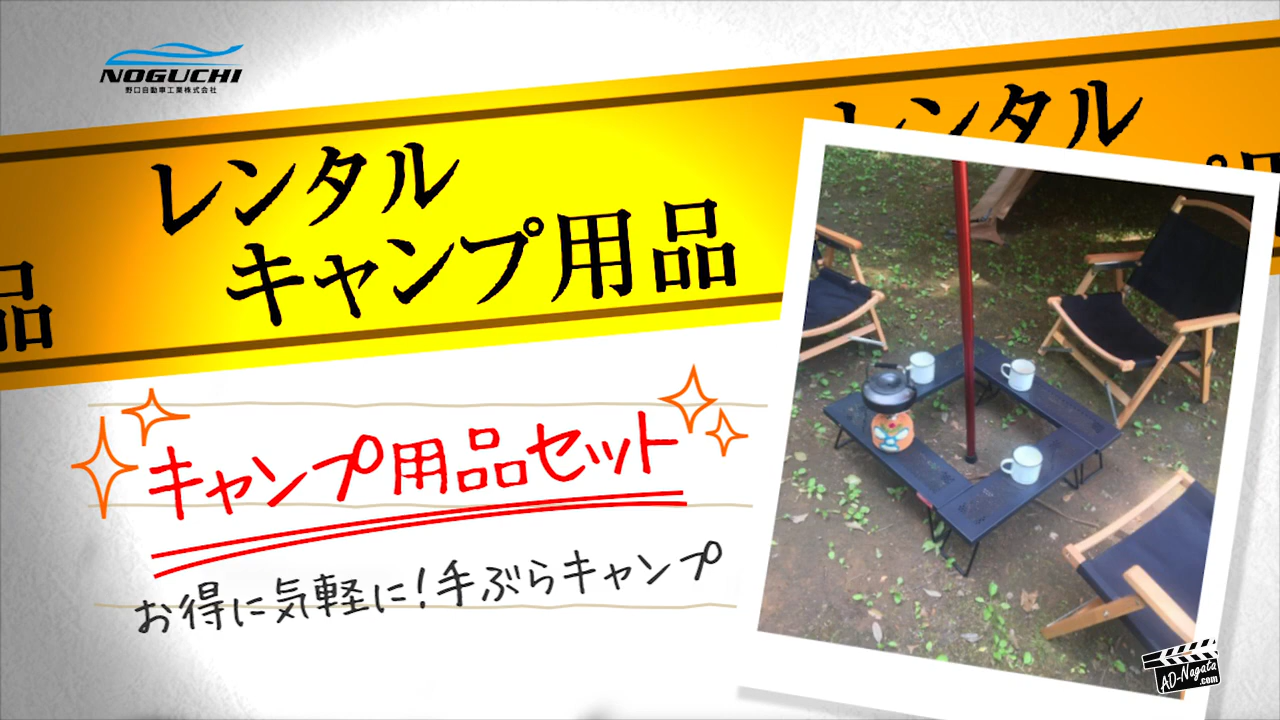 NOGUCHI
野口自動車工業株式会社
レンタル
キャンプ用品
レンタル
品
キャンプ用品セット
お得に気軽に!手ぶらキャンプ
AD-Nagata
.com